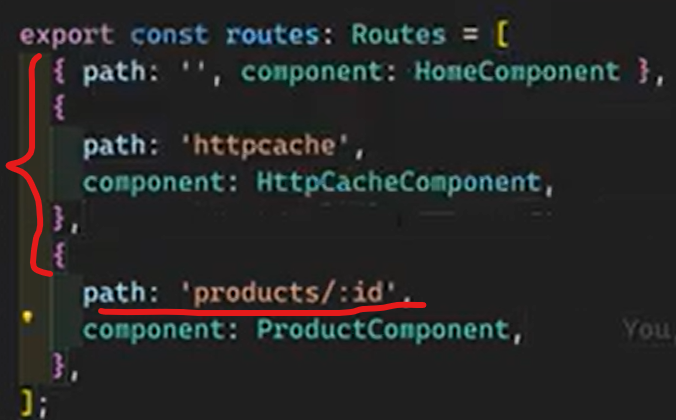 export const routes: Routes = [
{ path: '', component: HomeComponent },
{
path: 'httpcache',
component: HttpCacheComponent,
},
{
path: 'products/:id',
component: ProductComponent,
You
},
];